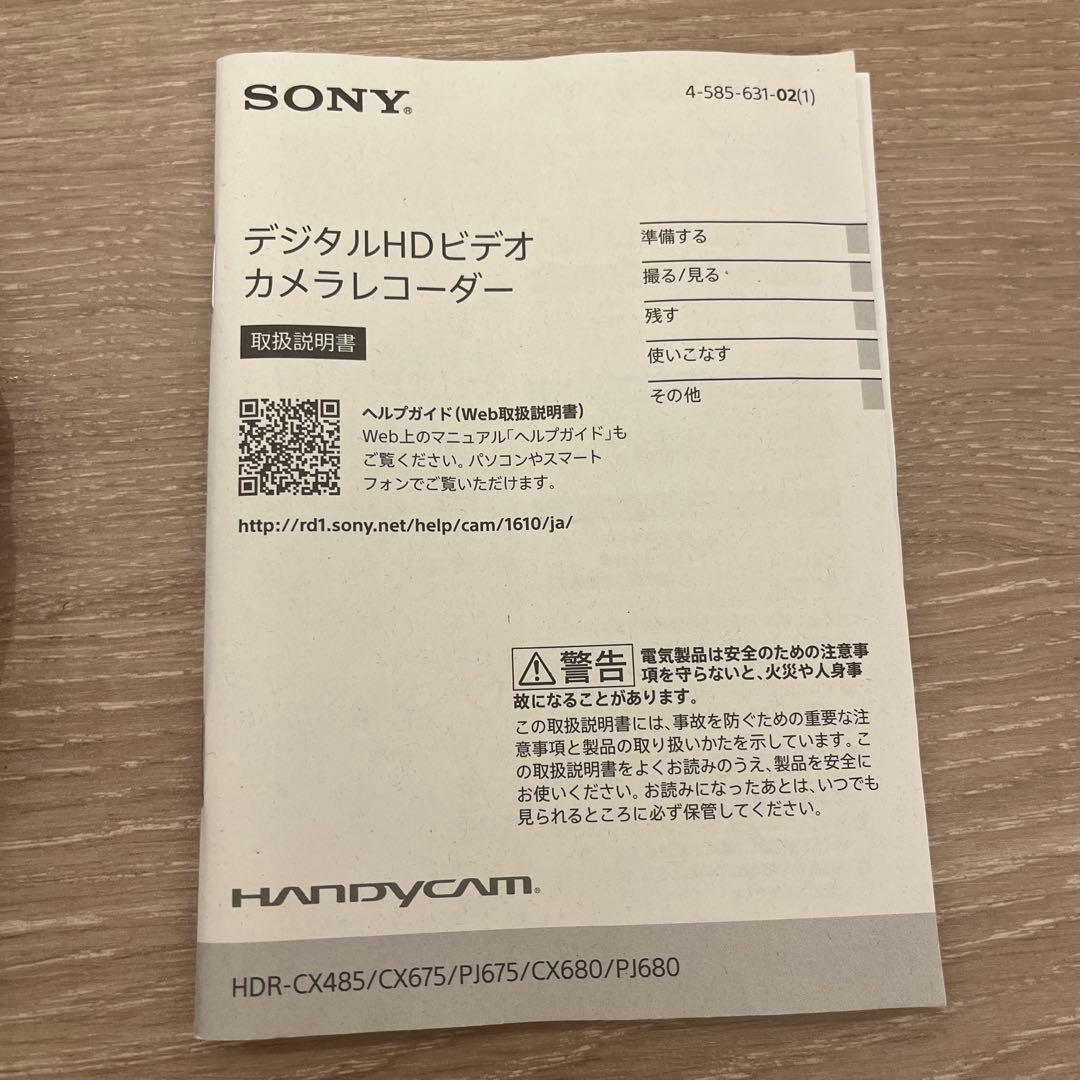 SONY®
4-585-631-02(1)
デジタルHDビデオ
カメラレコーダー
取扱説明書
準備する
撮る/見る
残す
使いこなす
その他
ヘルプガイド(Web取扱説明書)
Web上のマニュアル「ヘルプガイド」も
ご覧ください。パソコンやスマート
フォンでご覧いただけます。
http://rd1.sony.net/help/cam/1610/ja/
警告
電気製品は安全のための注意事
項を守らないと、火災や人身事
故になることがあります。
この取扱説明書には、事故を防ぐための重要な注
意事項と製品の取り扱いかたを示しています。こ
の取扱説明書をよくお読みのうえ、製品を安全に
お使いください。お読みになったあとは、いつでも
見られるところに必ず保管してください。
HANDYCAM®
HDR-CX485/CX675/PJ675/CX680/PJ680